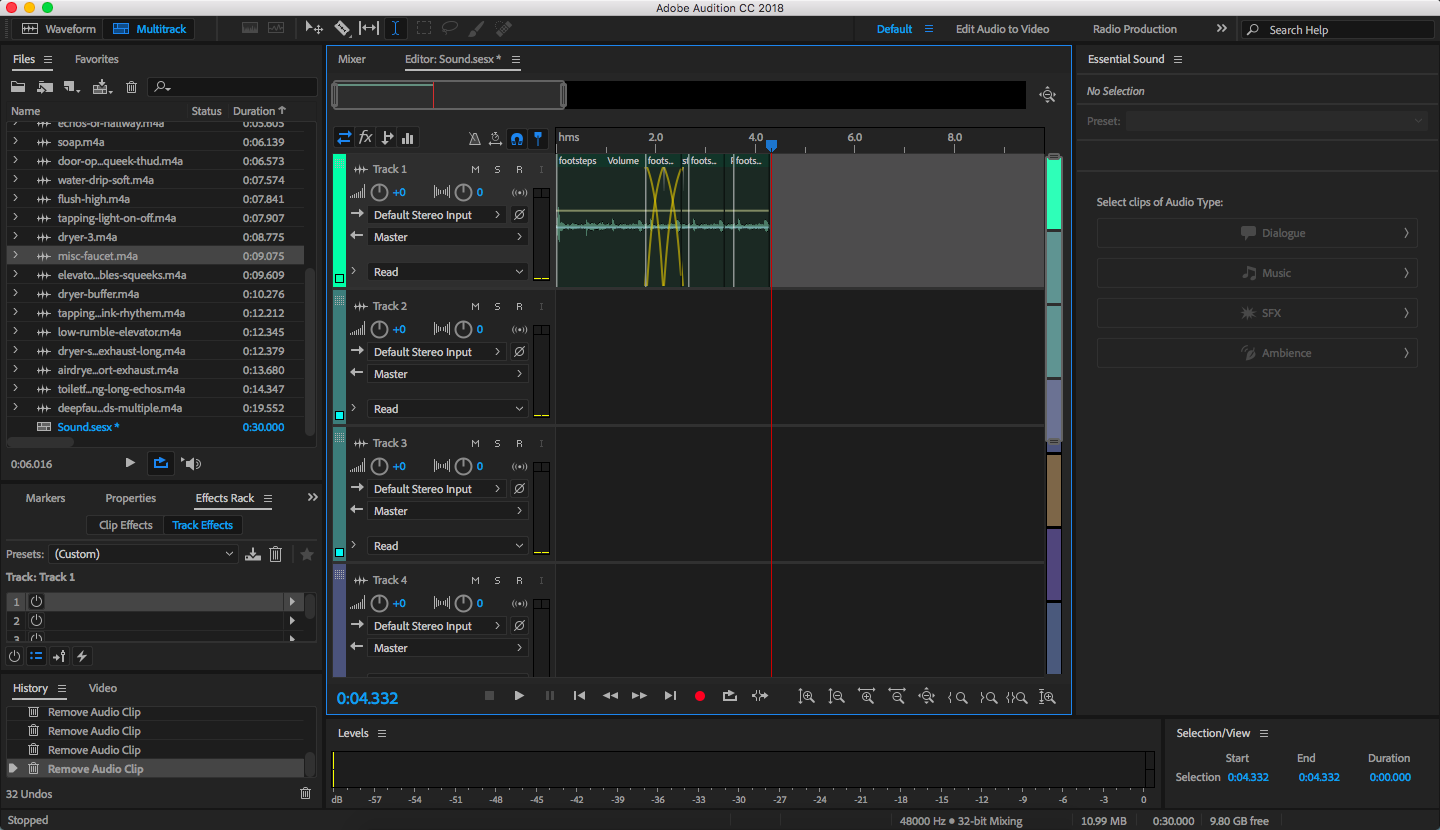 Adobe Audition CC 2018
Waveform Multitrack Default Edit Audio to Video Radio Production Search Help
Files Favorites
Name Status Duration
echos-of-hallway.m4a 0:05.605
soap.m4a 0:06.139
door-op...queek-thud.m4a 0:06.573
water-drip-soft.m4a 0:07.574
flush-high.m4a 0:07.841
tapping-light-on-off.m4a 0:07.907
dryer-3.m4a 0:08.775
misc-faucet.m4a 0:09.075
elevato...bles-squeeks.m4a 0:09.609
dryer-buffer.m4a 0:10.276
tapping...ink-rhythem.m4a 0:12.212
low-rumble-elevator.m4a 0:12.345
dryer-s...exhaust-long.m4a 0:12.379
airdrye...ort-exhaust.m4a 0:13.680
toiletf...ng-long-echos.m4a 0:14.347
deepfau...ds-multiple.m4a 0:19.552
Sound.sesx * 0:30.000
0:06.016
Markers Properties Effects Rack
Clip Effects Track Effects
Presets: (Custom)
Track: Track 1
1
2
3
History Video
Remove Audio Clip
Remove Audio Clip
Remove Audio Clip
Remove Audio Clip
32 Undos
Stopped
Mixer Editor: Sound.sesx *
fx hms 2.0 4.0 6.0 8.0
footsteps Volume foots... foots... foots...
Track 1 M S R I
+0 0
Default Stereo Input
Master
Read
Track 2 M S R I
+0 0
Default Stereo Input
Master
Read
Track 3 M S R I
+0 0
Default Stereo Input
Master
Read
Track 4 M S R I
+0 0
Default Stereo Input
Master
0:04.332
Levels
dB -57 -54 -51 -48 -45 -42 -39 -36 -33 -30 -27 -24 -21 -18 -15 -12 -9 -6 -3 0
Essential Sound
No Selection
Preset:
Select clips of Audio Type:
Dialogue
Music
SFX
Ambience
Selection/View
Start End Duration
Selection 0:04.332 0:04.332 0:00.000
48000 Hz ● 32-bit Mixing 10.99 MB 0:30.000 9.80 GB free